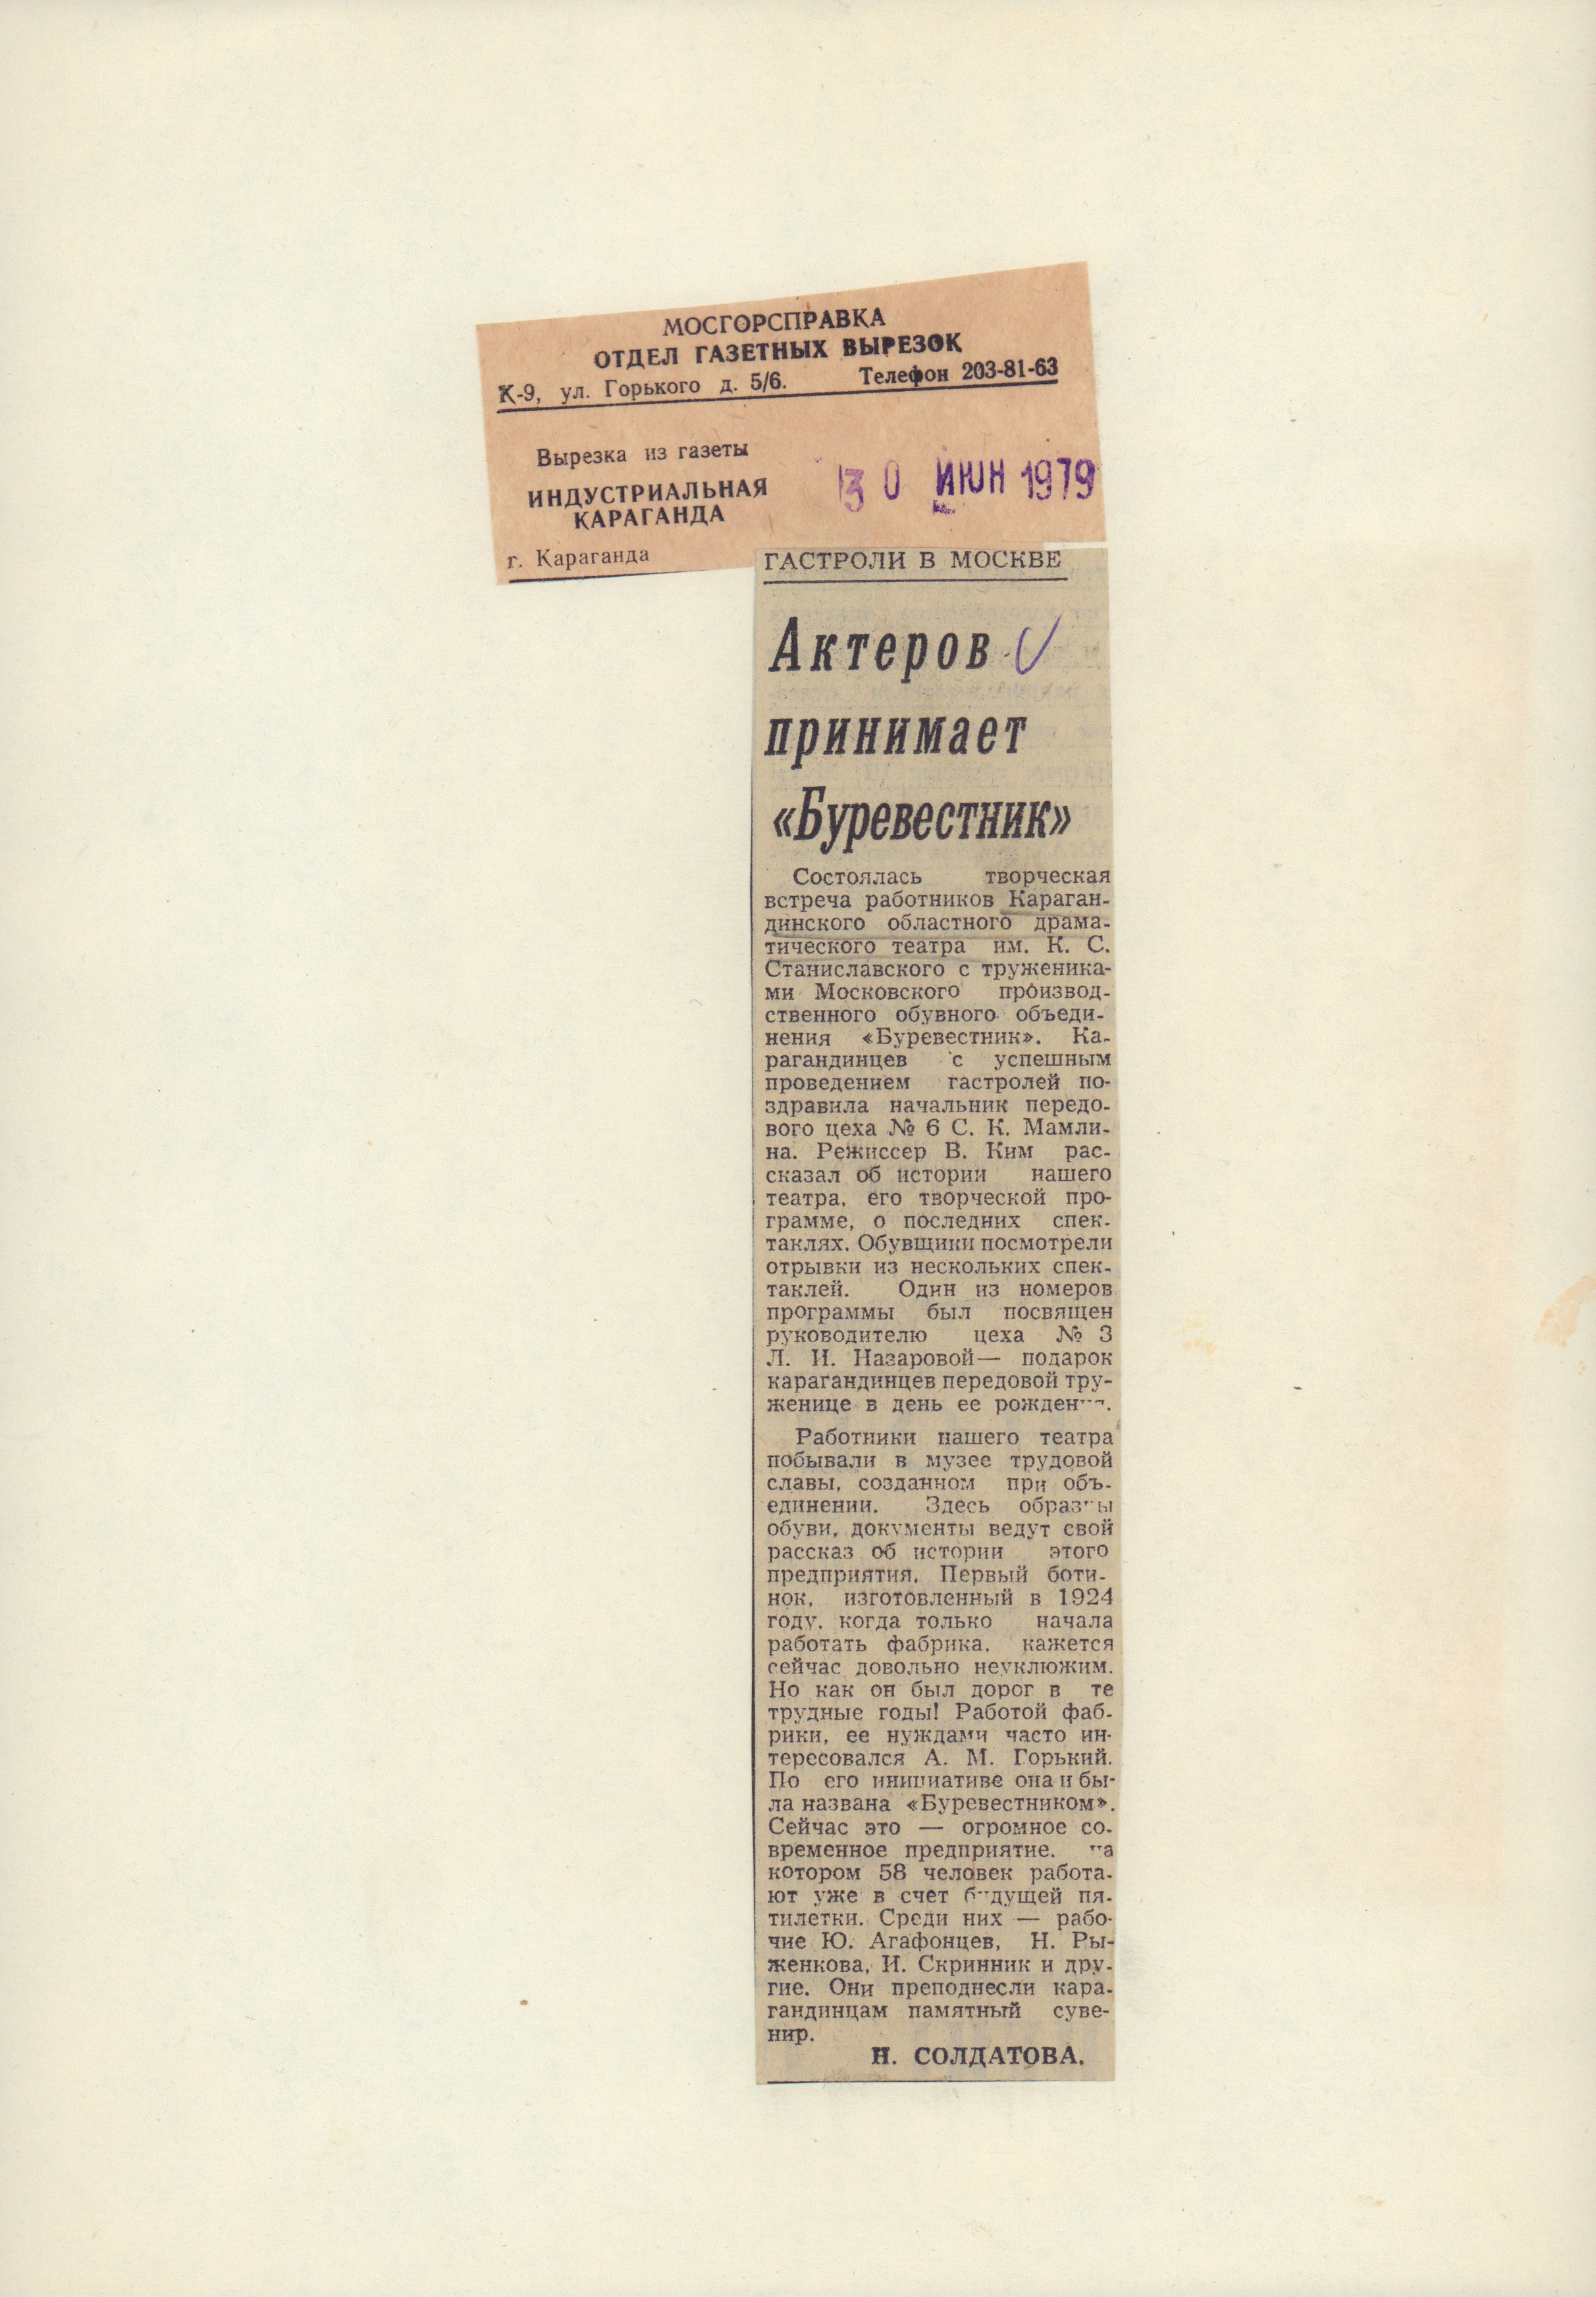 МОСГОРСПРАВКА
ОТДЕЛ ГАЗЕТНЫХ ВЫРЕЗОК
К-9, ул. Горького д. 5/6. Телефон 203-81-63
Вырезка из газеты
ИНДУСТРИАЛЬНАЯ
КАРАГАНДА
г. Караганда
30 ИЮН 1979
ГАСТРОЛИ В МОСКВЕ
Актеров
принимает
«Буревестник»
Состоялась творческая
встреча работников Караган-
динского областного драма-
тического театра им. К. С.
Станиславского с труженика-
ми Московского производ-
ственного обувного объеди-
нения «Буревестник». Ка-
рагандинцев с успешным
проведением гастролей по-
здравила начальник передо-
вого цеха № 6 С. К. Мамли-
на. Режиссер В. Ким рас-
сказал об истории нашего
театра, его творческой про-
грамме, о последних спек-
таклях. Обувщики посмотрели
отрывки из нескольких спек-
таклей. Один из номеров
программы был посвящен
руководителю цеха № 3
Л. И. Назаровой— подарок
карагандинцев передовой тру-
женице в день ее рождения.
Работники нашего театра
побывали в музее трудовой
славы, созданном при объ-
единении. Здесь образцы
обуви, документы ведут свой
рассказ об истории этого
предприятия. Первый боти-
нок, изготовленный в 1924
году, когда только начала
работать фабрика, кажется
сейчас довольно неуклюжим.
Но как он был дорог в те
трудные годы! Работой фаб-
рики, ее нуждами часто ин-
тересовался А. М. Горький.
По его инициативе она и бы-
ла названа «Буревестником».
Сейчас это — огромное со-
временное предприятие, на
котором 58 человек работа-
ют уже в счет будущей пя-
тилетки. Среди них — рабо-
чие Ю. Агафонцев, Н. Ры-
женкова, И. Скринник и дру-
гие. Они преподнесли кара-
гандинцам памятный суве-
нир.
Н. СОЛДАТОВА.